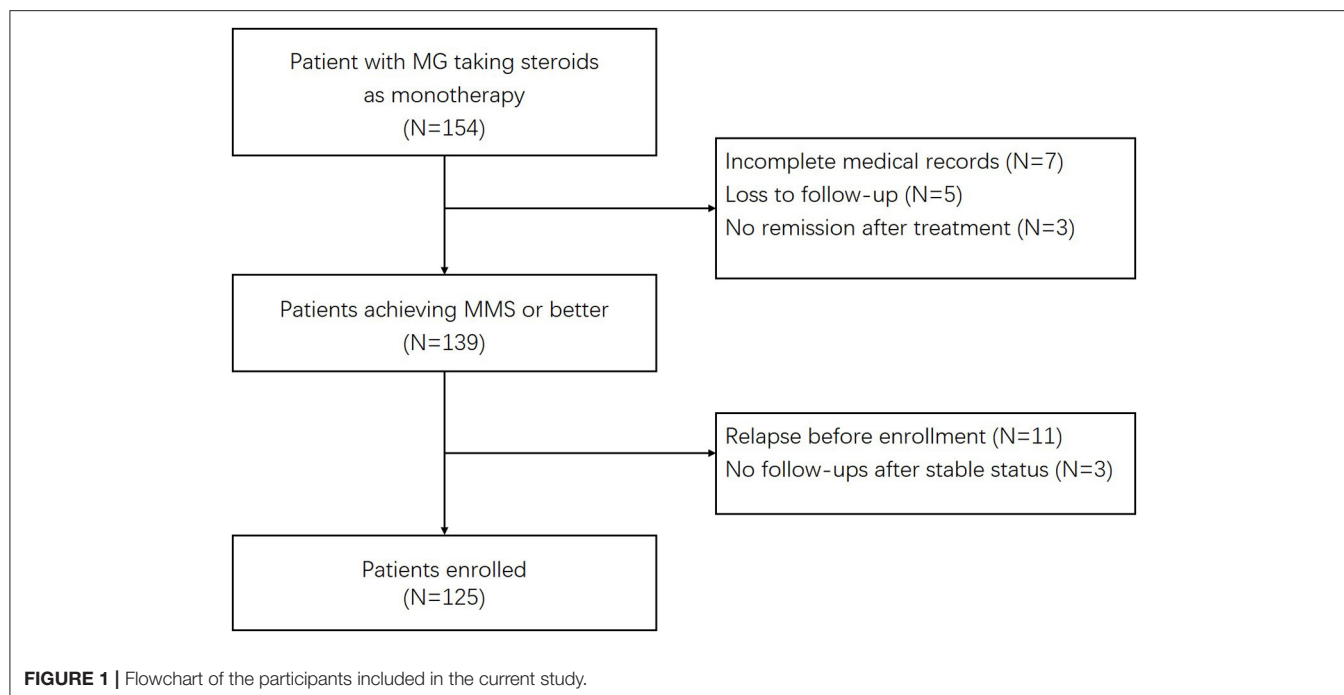 Patient with MG taking steroids
as monotherapy
(N=154)
Incomplete medical records (N=7)
Loss to follow-up (N=5)
No remission after treatment (N=3)
Patients achieving MMS or better
(N=139)
Relapse before enrollment (N=11)
No follow-ups after stable status (N=3)
Patients enrolled
(N=125)
FIGURE 1 | Flowchart of the participants included in the current study.